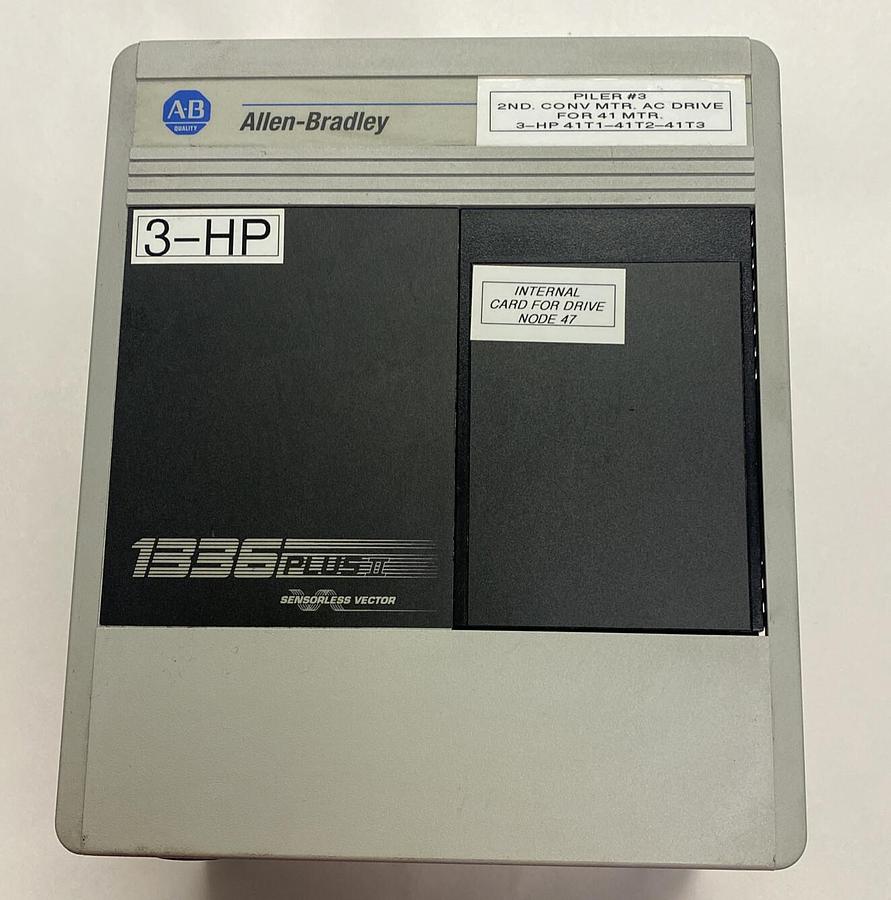 A-B
QUALITY
Allen-Bradley
PILER #3
2ND. CONV MTR. AC DRIVE
FOR 41 MTR.
3-HP 41T1-41T2-41T3
3-HP
INTERNAL
CARD FOR DRIVE
NODE 47
1336 PLUS II
SENSORLESS VECTOR